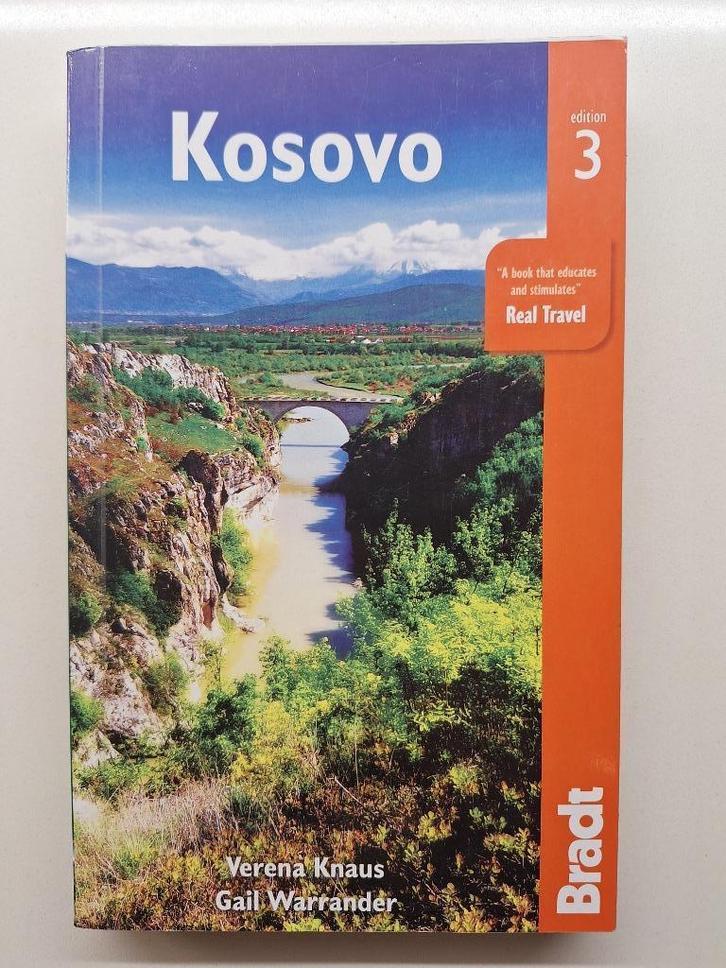 Kosovo
edition
3
"A book that educates
and stimulates"
Real Travel
Verena Knaus
Gail Warrander
Bradt